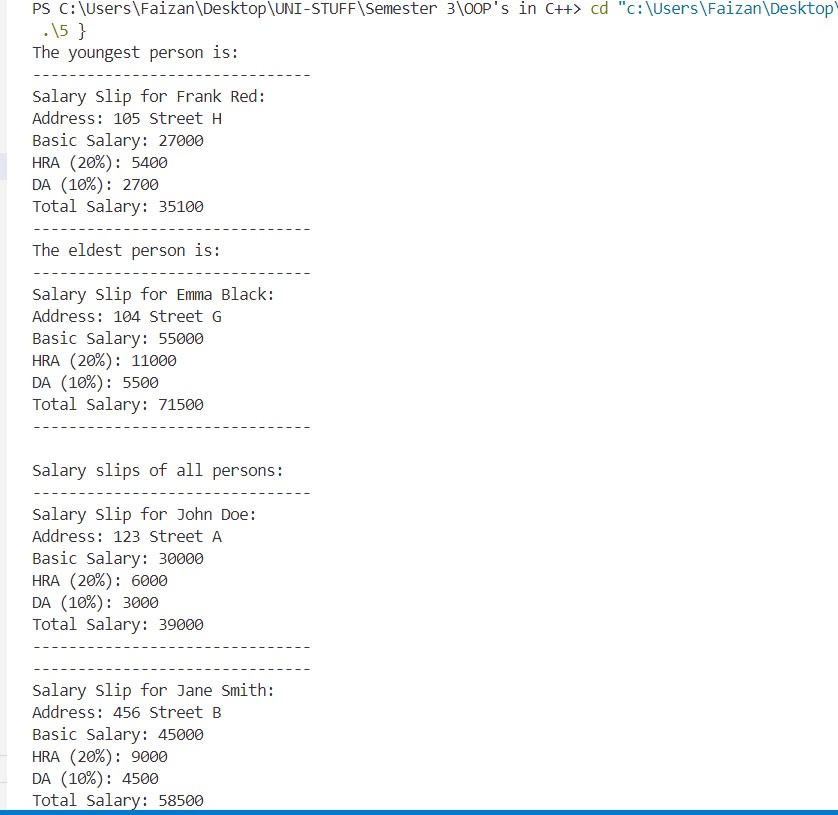 PS C:\Users\Faizan\Desktop\UNI-STUFF\Semester 3\OOP's in C++> cd "c:\Users\Faizan\Desktop\
.\5 }
The youngest person is:
-------------------------------
Salary Slip for Frank Red:
Address: 105 Street H
Basic Salary: 27000
HRA (20%): 5400
DA (10%): 2700
Total Salary: 35100
-------------------------------
The eldest person is:
-------------------------------
Salary Slip for Emma Black:
Address: 104 Street G
Basic Salary: 55000
HRA (20%): 11000
DA (10%): 5500
Total Salary: 71500
-------------------------------
Salary slips of all persons:
-------------------------------
Salary Slip for John Doe:
Address: 123 Street A
Basic Salary: 30000
HRA (20%): 6000
DA (10%): 3000
Total Salary: 39000
-------------------------------
-------------------------------
Salary Slip for Jane Smith:
Address: 456 Street B
Basic Salary: 45000
HRA (20%): 9000
DA (10%): 4500
Total Salary: 58500